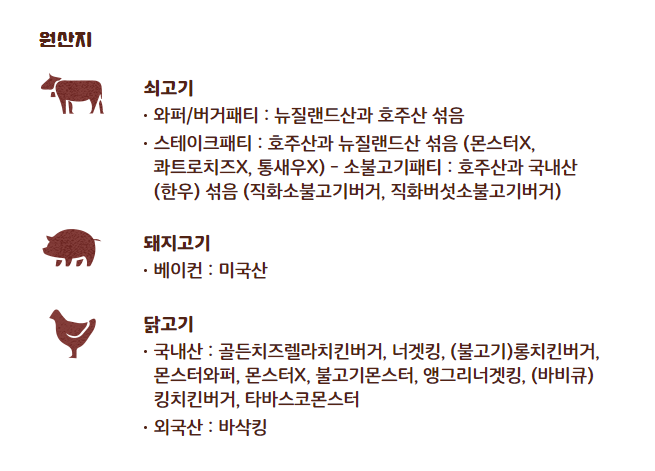 원산지
쇠고기
· 와퍼/버거패티 : 뉴질랜드산과 호주산 섞음
· 스테이크패티 : 호주산과 뉴질랜드산 섞음 (몬스터X,
콰트로치즈X, 통새우X) - 소불고기패티 : 호주산과 국내산
(한우) 섞음 (직화소불고기버거, 직화버섯소불고기버거)
돼지고기
· 베이컨 : 미국산
닭고기
· 국내산 : 골든치즈렐라치킨버거, 너겟킹, (불고기)롱치킨버거,
몬스터와퍼, 몬스터X, 불고기몬스터, 앵그리너겟킹, (바비큐)
킹치킨버거, 타바스코몬스터
· 외국산 : 바삭킹